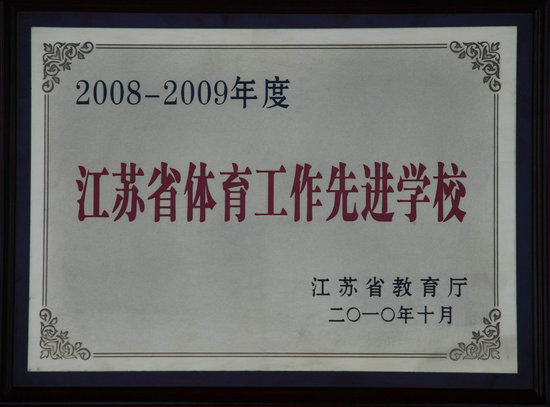 2008-2009年度
江苏省体育工作先进学校
江苏省教育厅
二〇一〇年十月